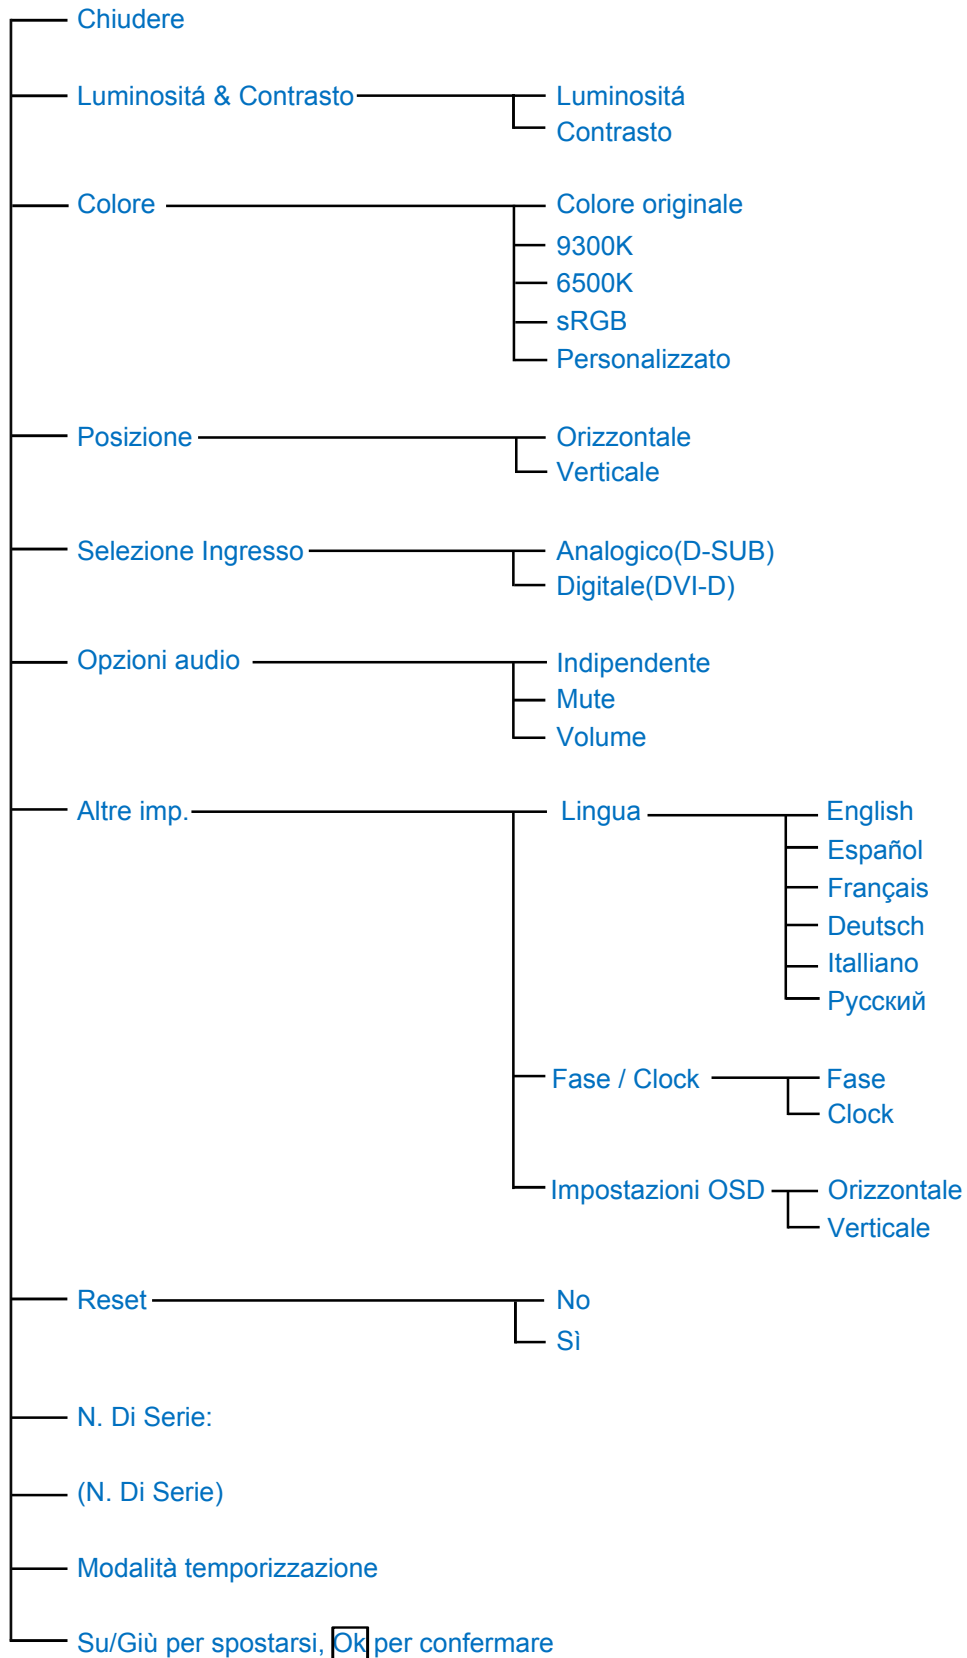 Chiudere
Luminositá & Contrasto
Luminositá
Contrasto
Colore
Colore originale
9300K
6500K
sRGB
Personalizzato
Posizione
Orizzontale
Verticale
Selezione Ingresso
Analogico(D-SUB)
Digitale(DVI-D)
Opzioni audio
Indipendente
Mute
Volume
Altre imp.
Lingua
English
Español
Français
Deutsch
Italliano
Русский
Fase / Clock
Fase
Clock
Impostazioni OSD
Orizzontale
Verticale
Reset
No
Sì
N. Di Serie:
(N. Di Serie)
Modalità temporizzazione
Su/Giù per spostarsi, Ok per confermare